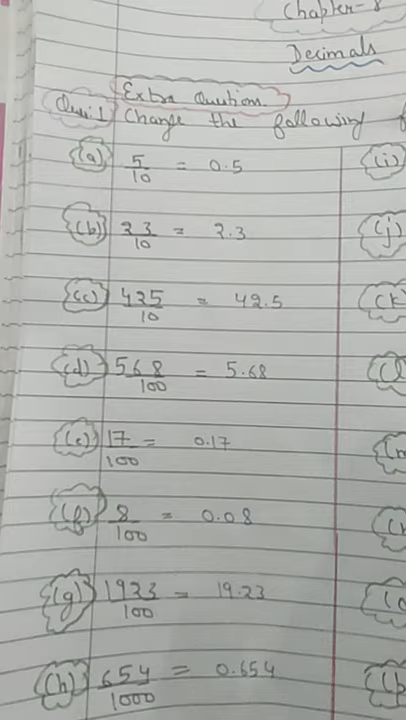 Chapter-8
Decimals
Extra Question
Ques:1 Change the following
(a) 5/10 = 0.5
(i)
(b) 23/10 = 2.3
(j)
(c) 425/10 = 42.5
(k)
(d) 568/100 = 5.68
(e) 17/100 = 0.17
(f) 8/100 = 0.08
(g) 1923/100 = 19.23
(h) 654/1000 = 0.654